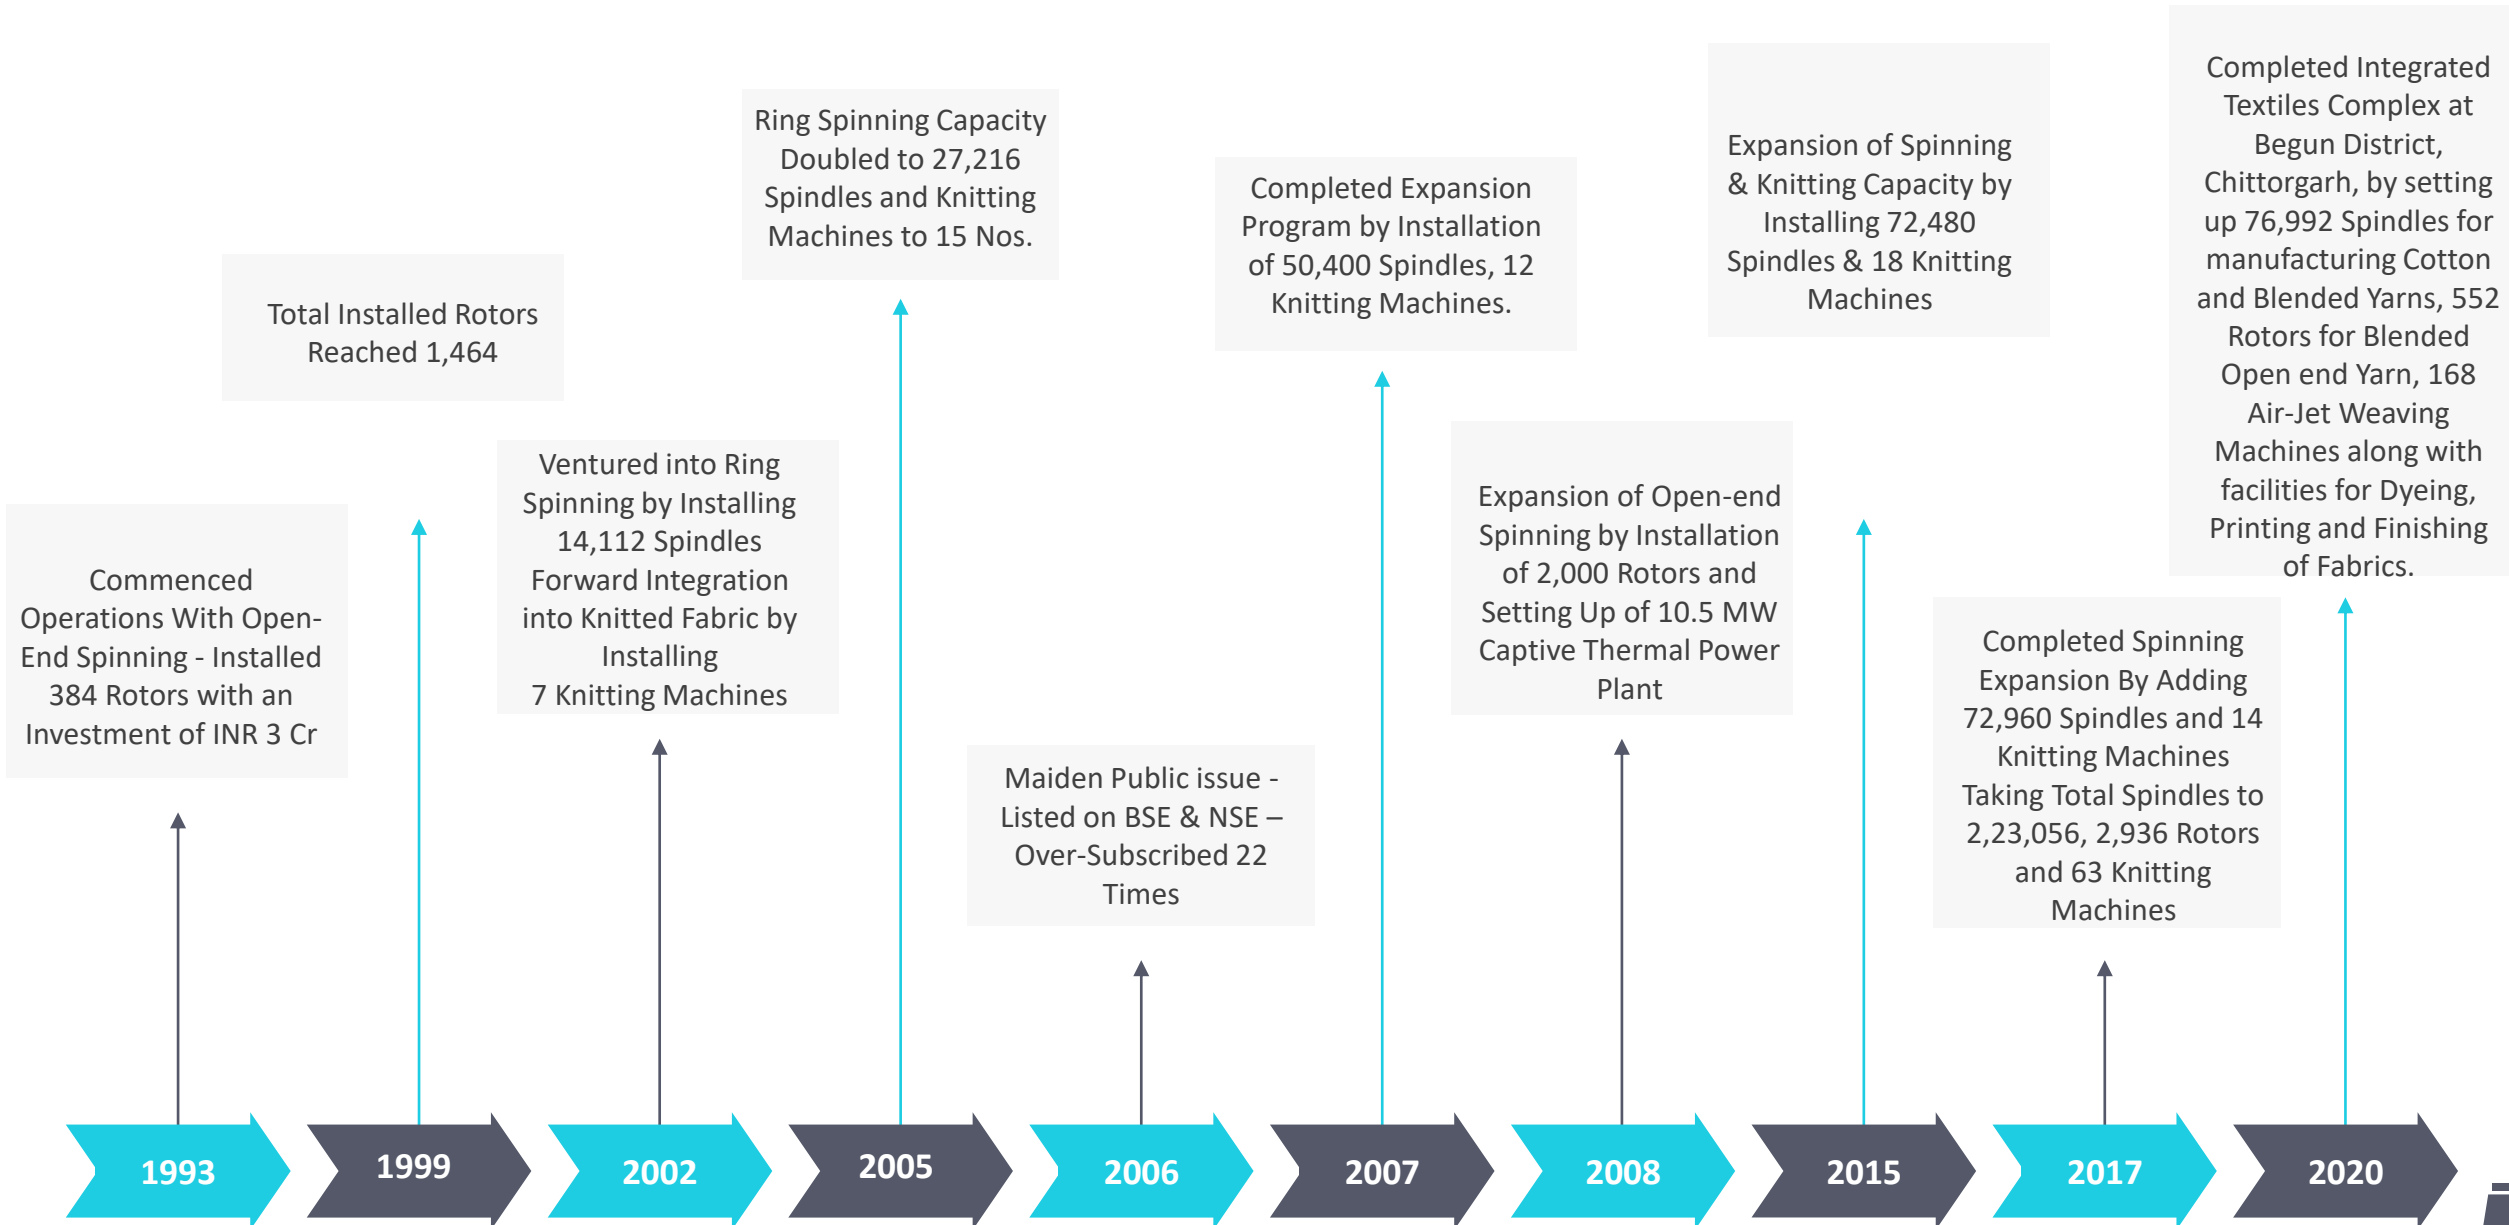 Commenced
Operations With Open-
End Spinning - Installed
384 Rotors with an
Investment of INR 3 Cr
Total Installed Rotors
Reached 1,464
Ventured into Ring
Spinning by Installing
14,112 Spindles
Forward Integration
into Knitted Fabric by
Installing
7 Knitting Machines
Ring Spinning Capacity
Doubled to 27,216
Spindles and Knitting
Machines to 15 Nos.
Maiden Public issue -
Listed on BSE & NSE –
Over-Subscribed 22
Times
Completed Expansion
Program by Installation
of 50,400 Spindles, 12
Knitting Machines.
Expansion of Open-end
Spinning by Installation
of 2,000 Rotors and
Setting Up of 10.5 MW
Captive Thermal Power
Plant
Expansion of Spinning
& Knitting Capacity by
Installing 72,480
Spindles & 18 Knitting
Machines
Completed Spinning
Expansion By Adding
72,960 Spindles and 14
Knitting Machines
Taking Total Spindles to
2,23,056, 2,936 Rotors
and 63 Knitting
Machines
Completed Integrated
Textiles Complex at
Begun District,
Chittorgarh, by setting
up 76,992 Spindles for
manufacturing Cotton
and Blended Yarns, 552
Rotors for Blended
Open end Yarn, 168
Air-Jet Weaving
Machines along with
facilities for Dyeing,
Printing and Finishing
of Fabrics.
1993
1999
2002
2005
2006
2007
2008
2015
2017
2020